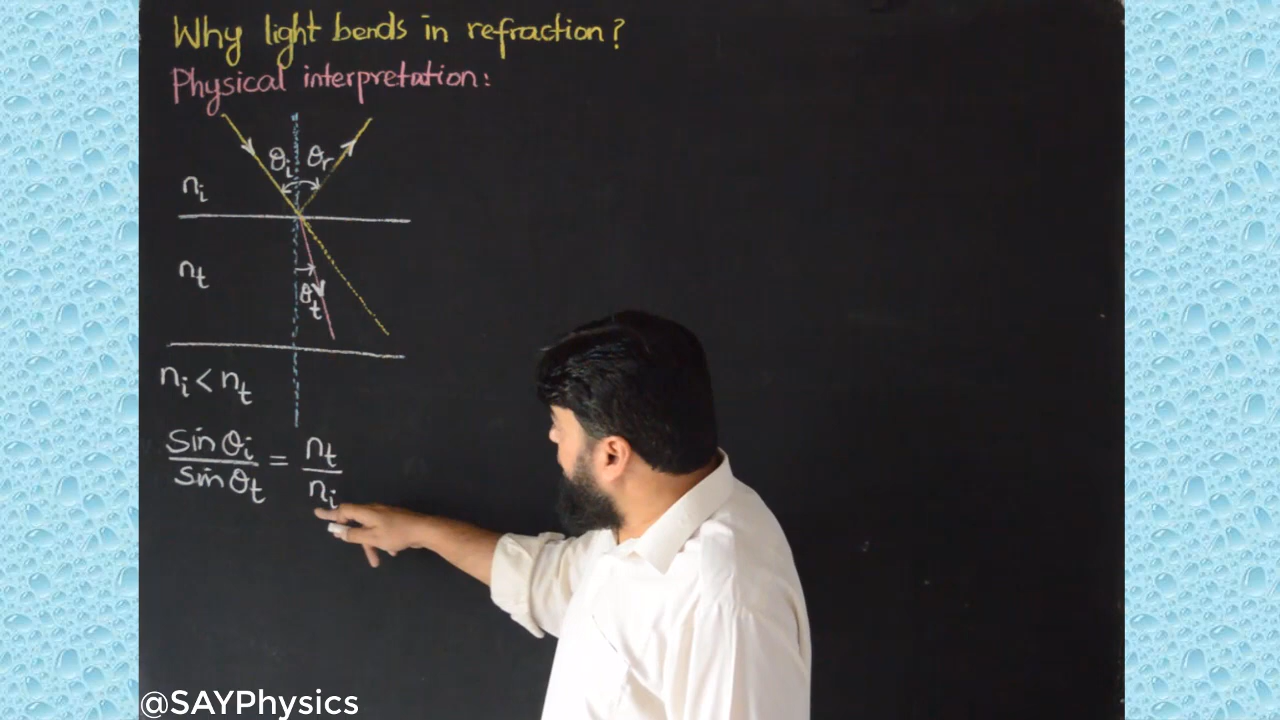 Why light bends in refraction?
Physical interpretation:
θi θr
ni
nt
θt
ni < nt
sin θi / sin θt = nt / ni
@SAYPhysics